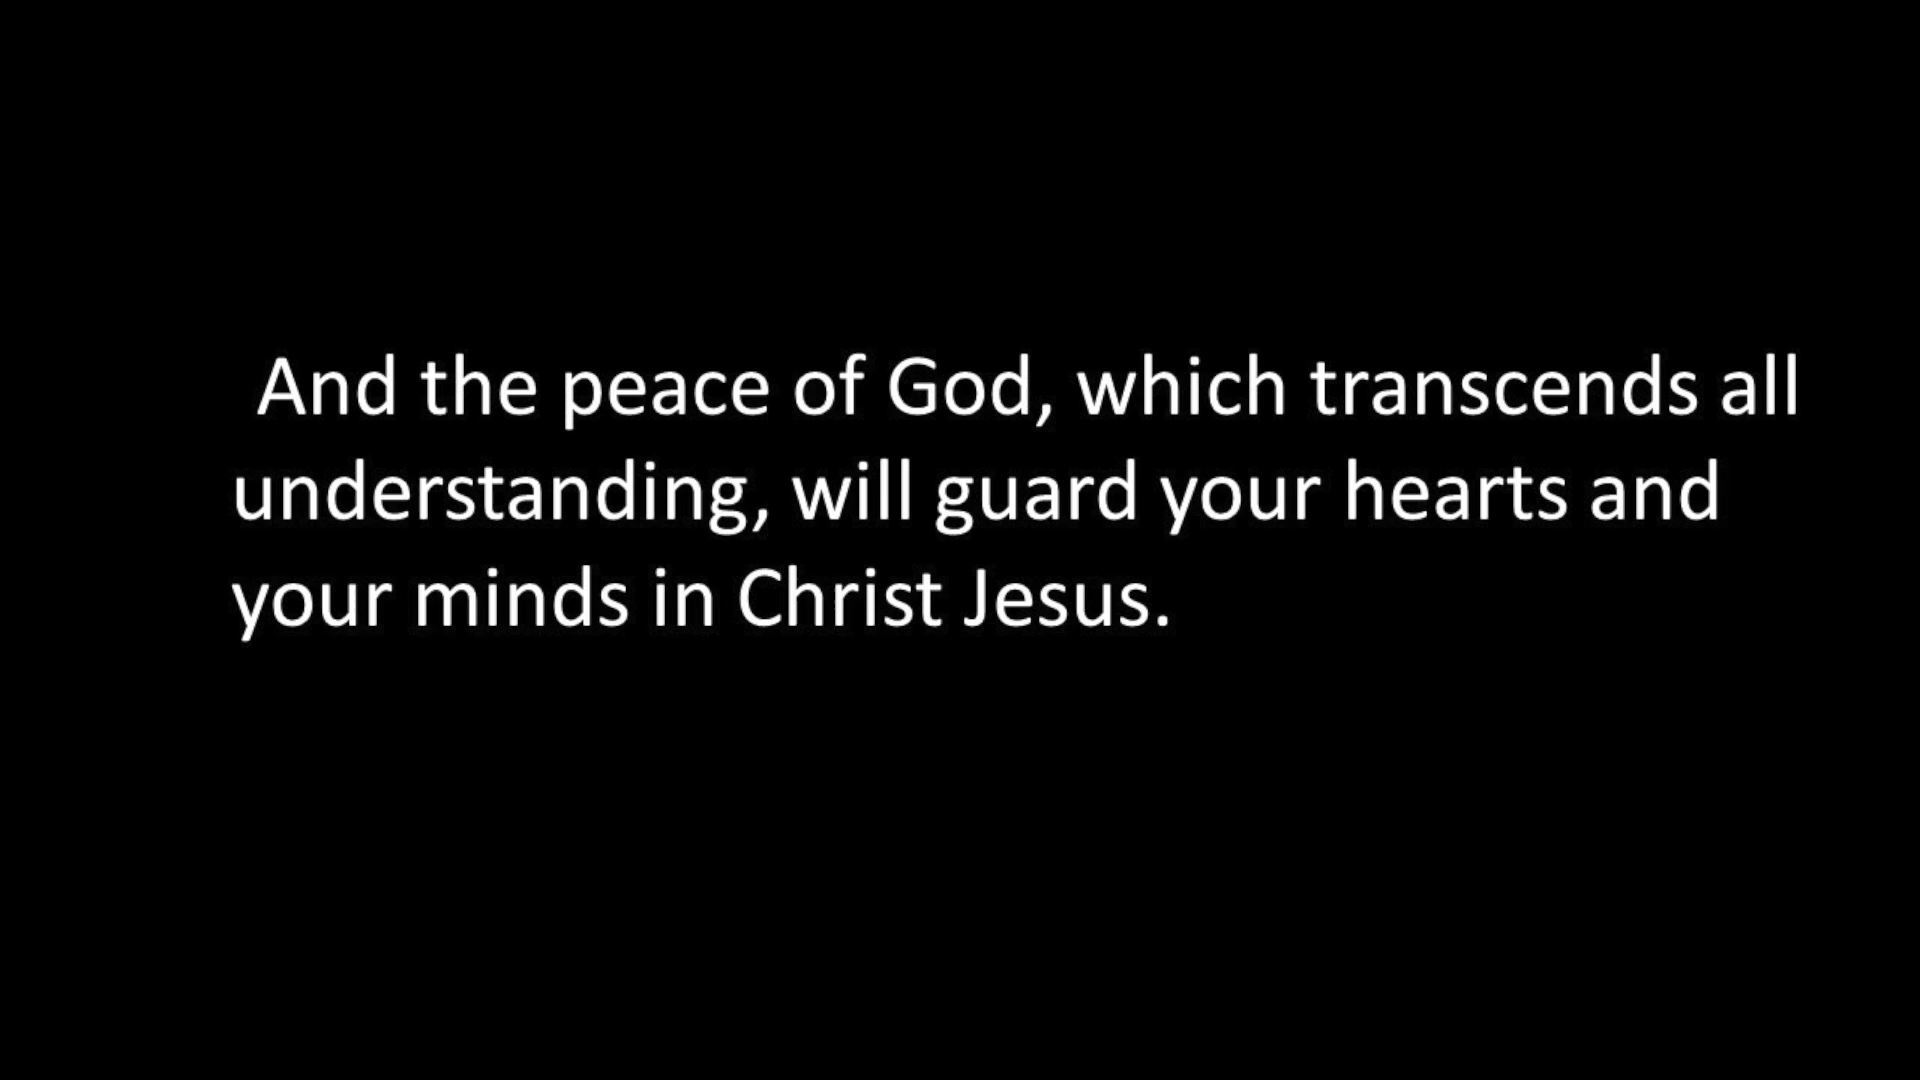 And the peace of God, which transcends all
understanding, will guard your hearts and
your minds in Christ Jesus.